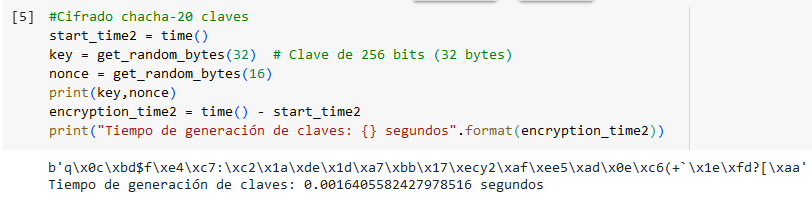 [5] #Cifrado chacha-20 claves
start_time2 = time()
key = get_random_bytes(32)  # Clave de 256 bits (32 bytes)
nonce = get_random_bytes(16)
print(key,nonce)
encryption_time2 = time() - start_time2
print("Tiempo de generación de claves: {} segundos".format(encryption_time2))
b'q\x0c\xbd$f\xe4\xc7:\xc2\x1a\xde\x1d\xa7\xbb\x17\xecy2\xaf\xee5\xad\x0e\xc6(+`\x1e\xfd?[\xaa'
Tiempo de generación de claves: 0.0016405582427978516 segundos